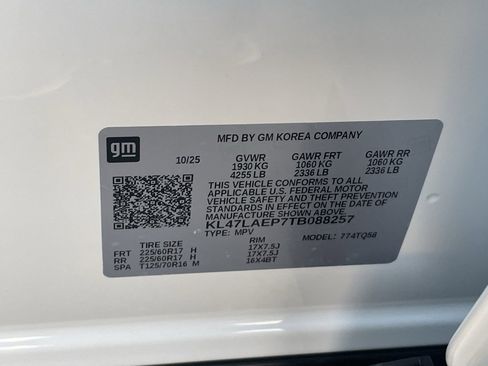 gm
MFD BY GM KOREA COMPANY
10/25 GVWR GAWR FRT GAWR RR
1930 KG 1060 KG 1060 KG
4255 LB 2336 LB 2336 LB
THIS VEHICLE CONFORMS TO ALL
APPLICABLE U.S. FEDERAL MOTOR
VEHICLE SAFETY AND THEFT PREVENTION
STANDARDS IN EFFECT ON THE DATE OF
MANUFACTURE SHOWN ABOVE.
KL47LAEP7TB088257
TYPE: MPV MODEL: 774TQ58
TIRE SIZE RIM
FRT 225/60R17 H 17X7.5J
RR 225/60R17 H 17X7.5J
SPA T125/70R16 M 16X4BT